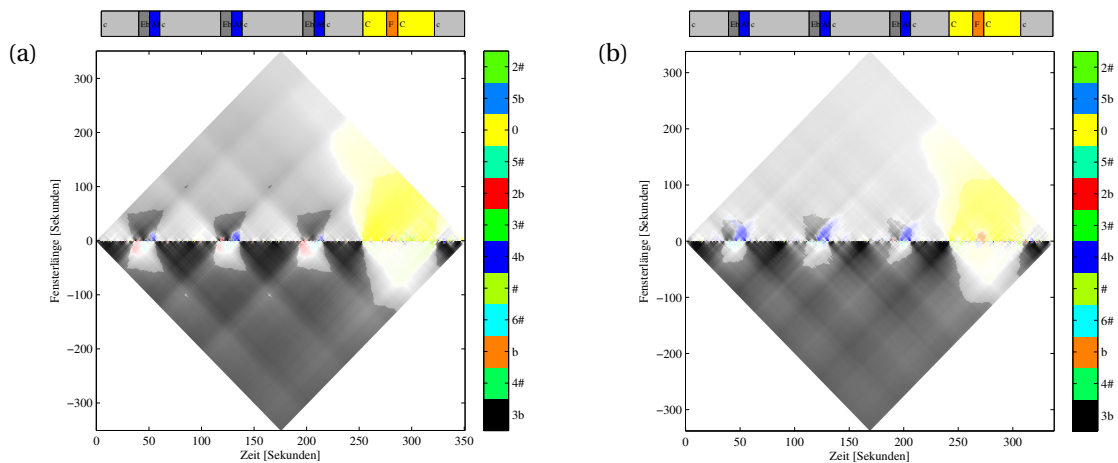 c Eb c Eb c Eb c C F C c
(a)
300
200
100
0
−100
−200
−300
Fensterlänge [Sekunden]
0 50 100 150 200 250 300 350
Zeit [Sekunden]
2#
5b
0
5#
2b
3#
4b
#
6#
b
4#
3b
c Eb c Eb c Eb c C F C c
(b)
300
200
100
0
−100
−200
−300
Fensterlänge [Sekunden]
0 50 100 150 200 250 300
Zeit [Sekunden]
2#
5b
0
5#
2b
3#
4b
#
6#
b
4#
3b